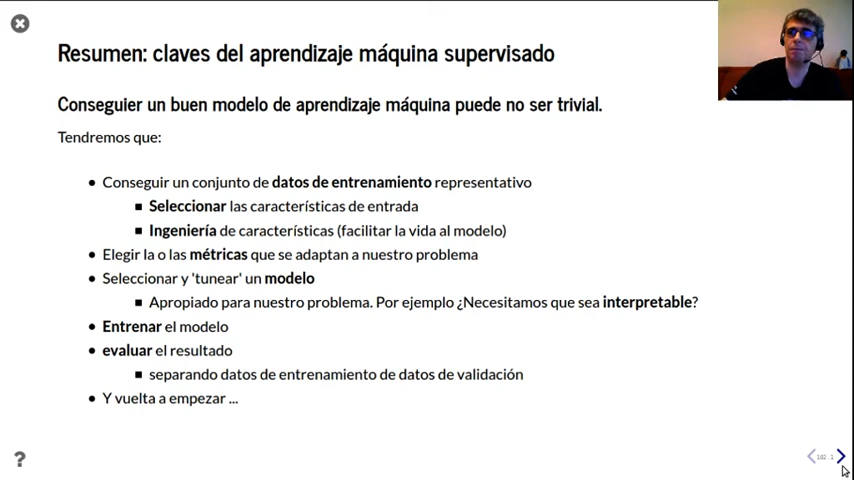 Resumen: claves del aprendizaje máquina supervisado
Conseguier un buen modelo de aprendizaje máquina puede no ser trivial.
Tendremos que:
• Conseguir un conjunto de datos de entrenamiento representativo
▪ Seleccionar las características de entrada
▪ Ingeniería de características (facilitar la vida al modelo)
• Elegir la o las métricas que se adaptan a nuestro problema
• Seleccionar y 'tunear' un modelo
▪ Apropiado para nuestro problema. Por ejemplo ¿Necesitamos que sea interpretable?
• Entrenar el modelo
• evaluar el resultado
▪ separando datos de entrenamiento de datos de validación
• Y vuelta a empezar ...
?
102.1